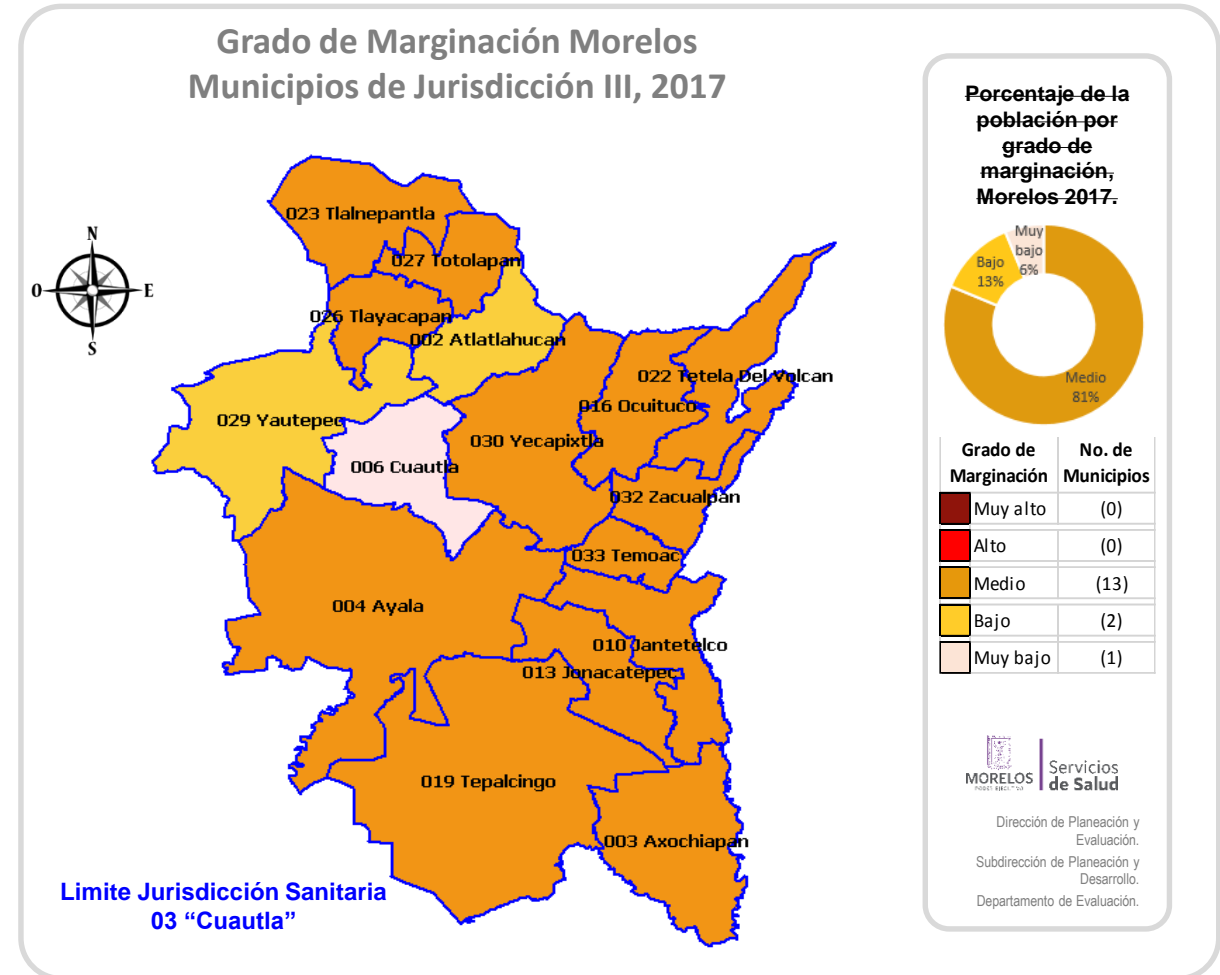 Grado de Marginación Morelos
Municipios de Jurisdicción III, 2017
N
O
E
S
023 Tlalnepantla
027 Totolapan
026 Tlayacapan
002 Atlatlahucan
022 Tetela Del Volcan
016 Ocuituco
029 Yautepec
030 Yecapixtla
006 Cuautla
032 Zacualpan
033 Temoac
004 Ayala
010 Jantetelco
013 Jonacatepec
019 Tepalcingo
003 Axochiapan
Limite Jurisdicción Sanitaria
03 “Cuautla”
Porcentaje de la
población por
grado de
marginación,
Morelos 2017.
Muy
bajo
6%
Bajo
13%
Medio
81%
Grado de No. de
Marginación Municipios
Muy alto (0)
Alto (0)
Medio (13)
Bajo (2)
Muy bajo (1)
MORELOS
PODER EJECUTIVO
Servicios
de Salud
Dirección de Planeación y
Evaluación.
Subdirección de Planeación y
Desarrollo.
Departamento de Evaluación.